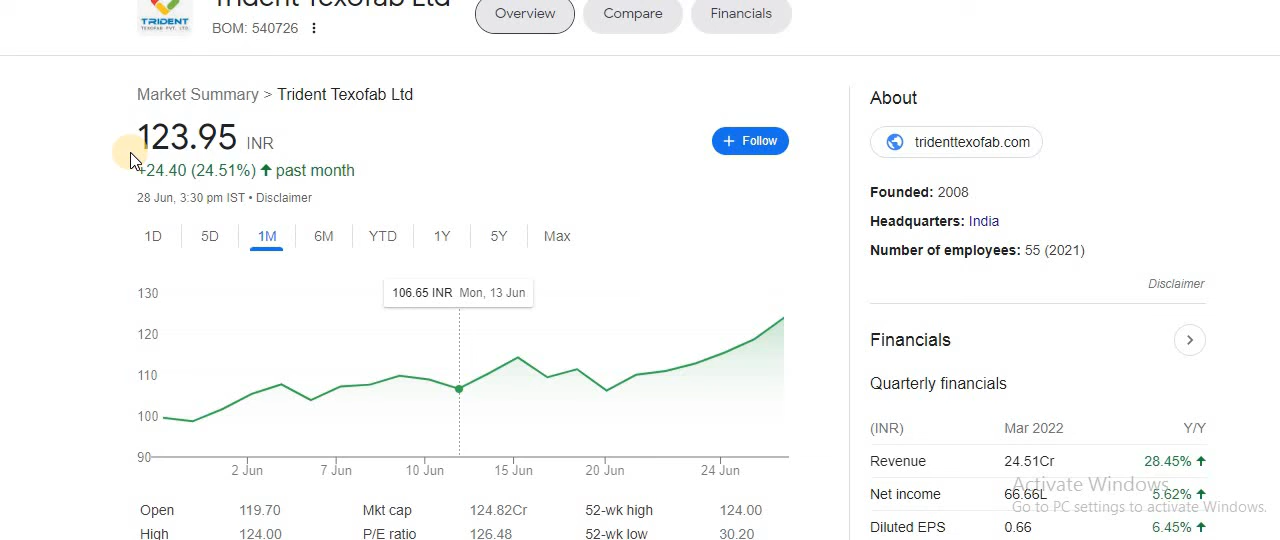 Trident Texofab Ltd
TRIDENT
TEXOFAB PVT. LTD.
BOM: 540726
Overview
Compare
Financials
Market Summary > Trident Texofab Ltd
123.95 INR
+24.40 (24.51%) ↑ past month
28 Jun, 3:30 pm IST • Disclaimer
+ Follow
1D 5D 1M 6M YTD 1Y 5Y Max
106.65 INR Mon, 13 Jun
130
120
110
100
90
2 Jun 7 Jun 10 Jun 15 Jun 20 Jun 24 Jun
Open 119.70 Mkt cap 124.82Cr 52-wk high 124.00
High 124.00 P/E ratio 126.48 52-wk low 30.20
About
tridenttexofab.com
Founded: 2008
Headquarters: India
Number of employees: 55 (2021)
Disclaimer
Financials
Quarterly financials
(INR) Mar 2022 Y/Y
Revenue 24.51Cr 28.45% ↑
Net income 66.66L 5.62% ↑
Diluted EPS 0.66 6.45% ↑
Activate Windows
Go to PC settings to activate Windows.